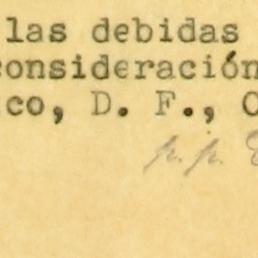 las debidas
consideración
co, D. F., C
p. p.